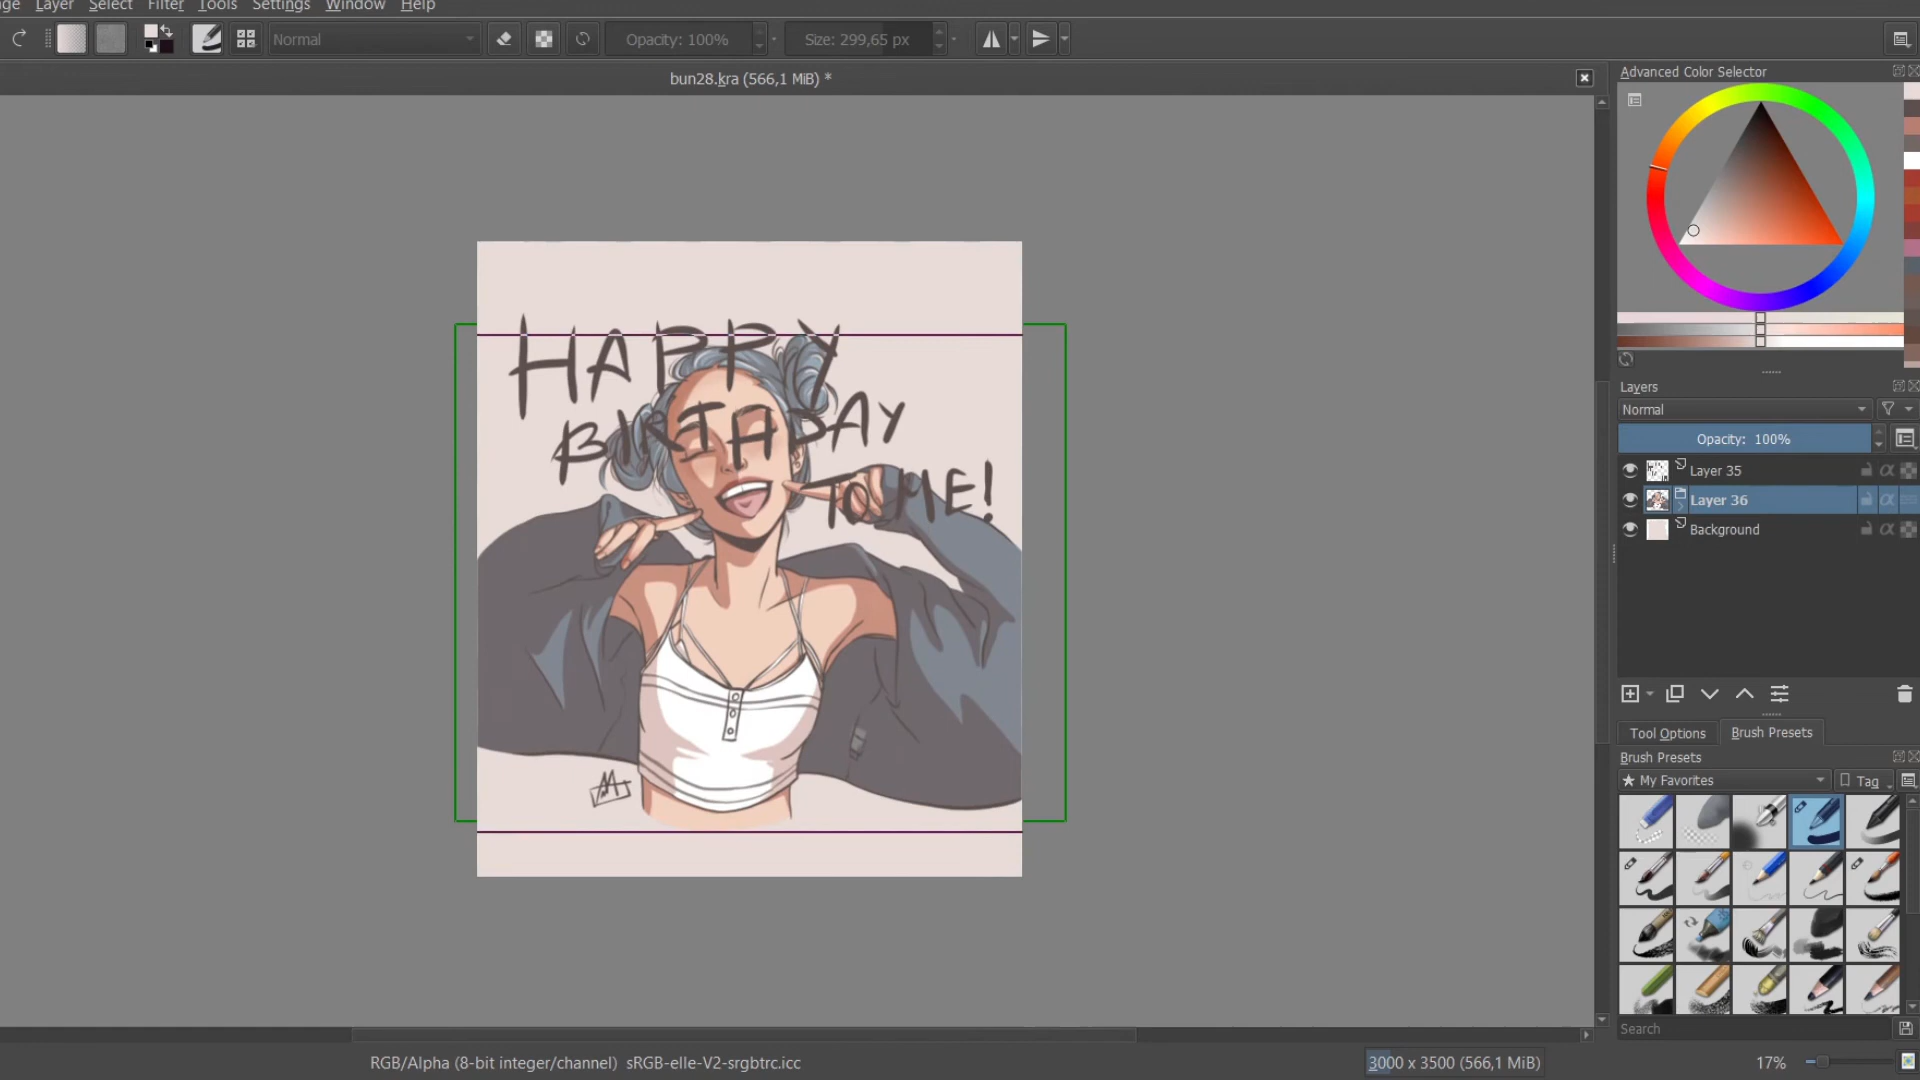 ge Layer Select Filter Tools Settings Window Help
Normal Opacity: 100% Size: 299,65 px
bun28.kra (566,1 MiB) *
HAPPY
BIRTHDAY
TO ME!
Advanced Color Selector
Layers
Normal
Opacity: 100%
Layer 35
Layer 36
Background
Tool Options Brush Presets
Brush Presets
My Favorites Tag
Search
RGB/Alpha (8-bit integer/channel) sRGB-elle-V2-srgbtrc.icc 3000 x 3500 (566,1 MiB) 17%